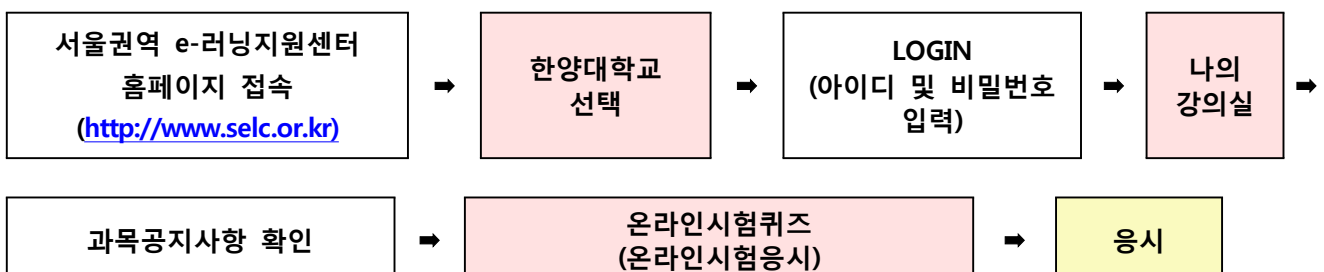 서울권역 e-러닝지원센터
홈페이지 접속
(http://www.selc.or.kr)
➡
한양대학교
선택
➡
LOGIN
(아이디 및 비밀번호
입력)
➡
나의
강의실
➡
과목공지사항 확인
➡
온라인시험퀴즈
(온라인시험응시)
➡
응시